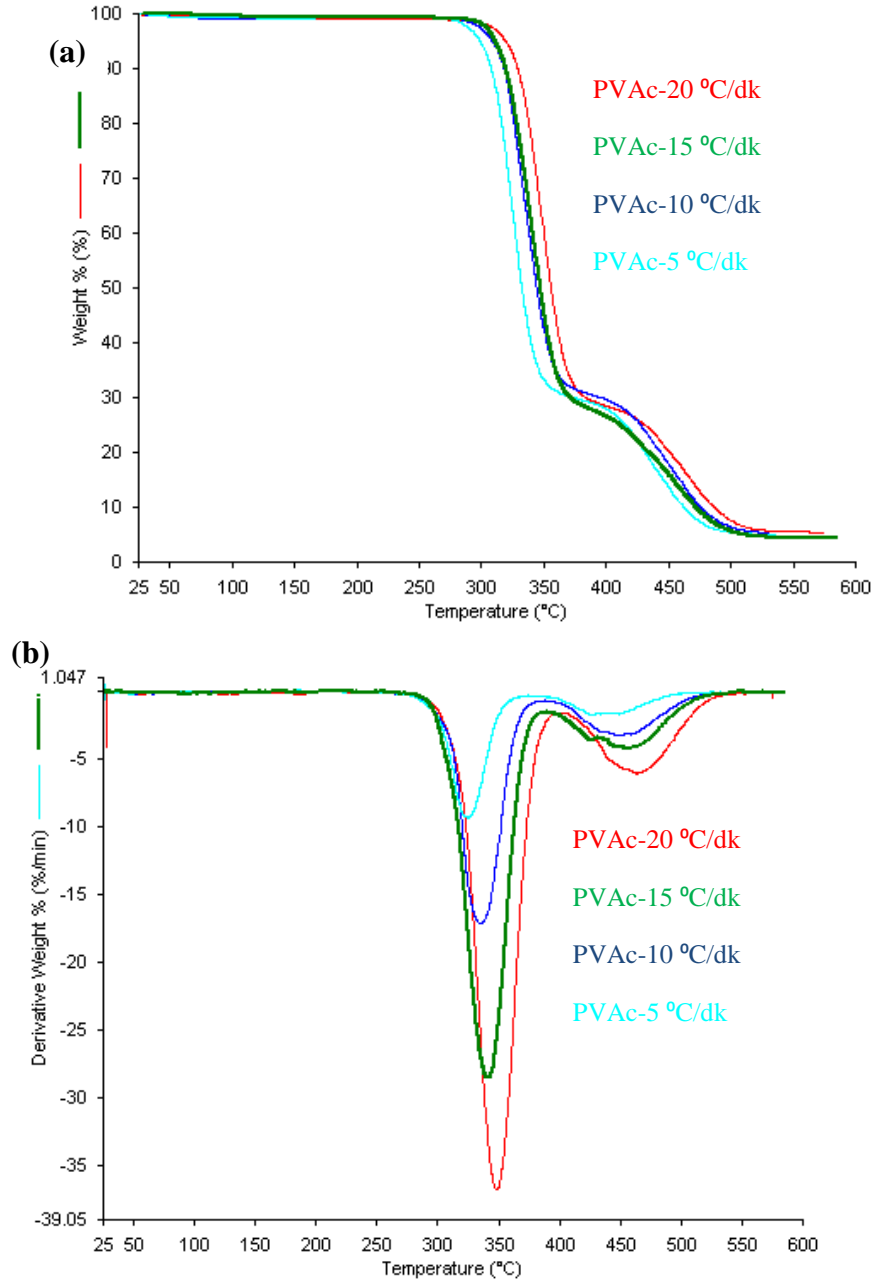 (a)
100
90
80
70
60
50
40
30
20
10
0
Weight % (%)
PVAc-20 ⁰C/dk
PVAc-15 ⁰C/dk
PVAc-10 ⁰C/dk
PVAc-5 ⁰C/dk
25 50 100 150 200 250 300 350 400 450 500 550 600
Temperature (°C)
(b)
1.047
-5
-10
-15
-20
-25
-30
-35
-39.05
Derivative Weight % (%/min)
PVAc-20 ⁰C/dk
PVAc-15 ⁰C/dk
PVAc-10 ⁰C/dk
PVAc-5 ⁰C/dk
25 50 100 150 200 250 300 350 400 450 500 550 600
Temperature (°C)